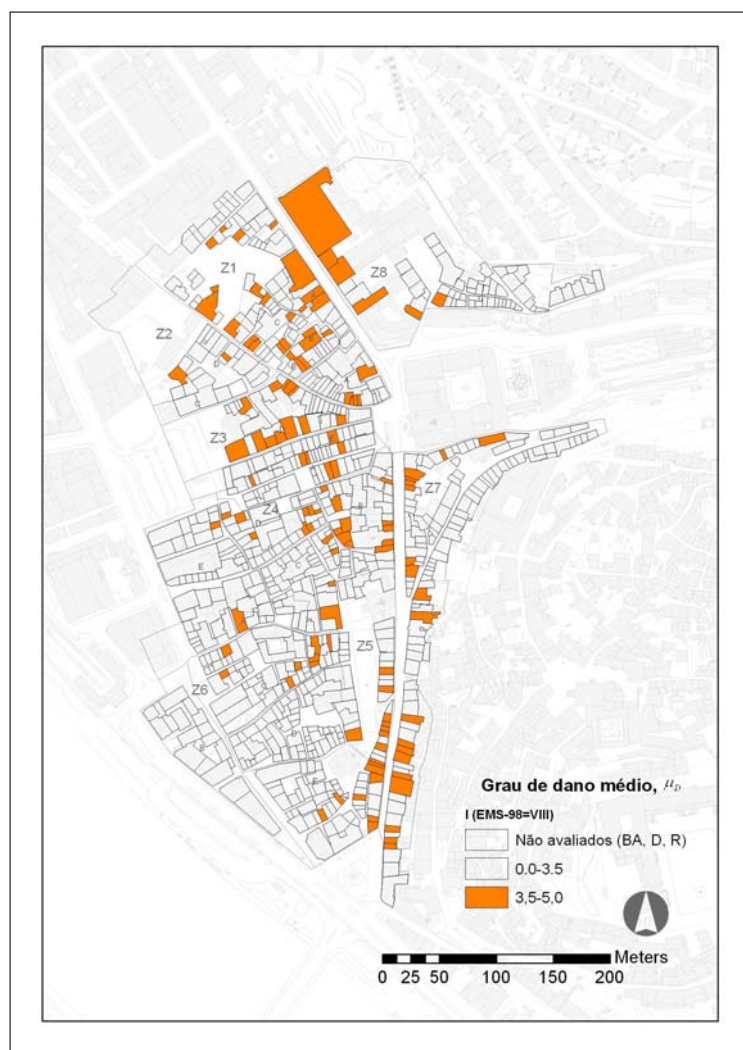 Z1
Z8
Z2
C
D
Z3
Z7
Z4
E
C
Z5
Z6
Grau de dano médio, μD
I (EMS-98=VIII)
Não avaliados (BA, D, R)
0.0-3.5
3,5-5,0
Meters
0 25 50 100 150 200